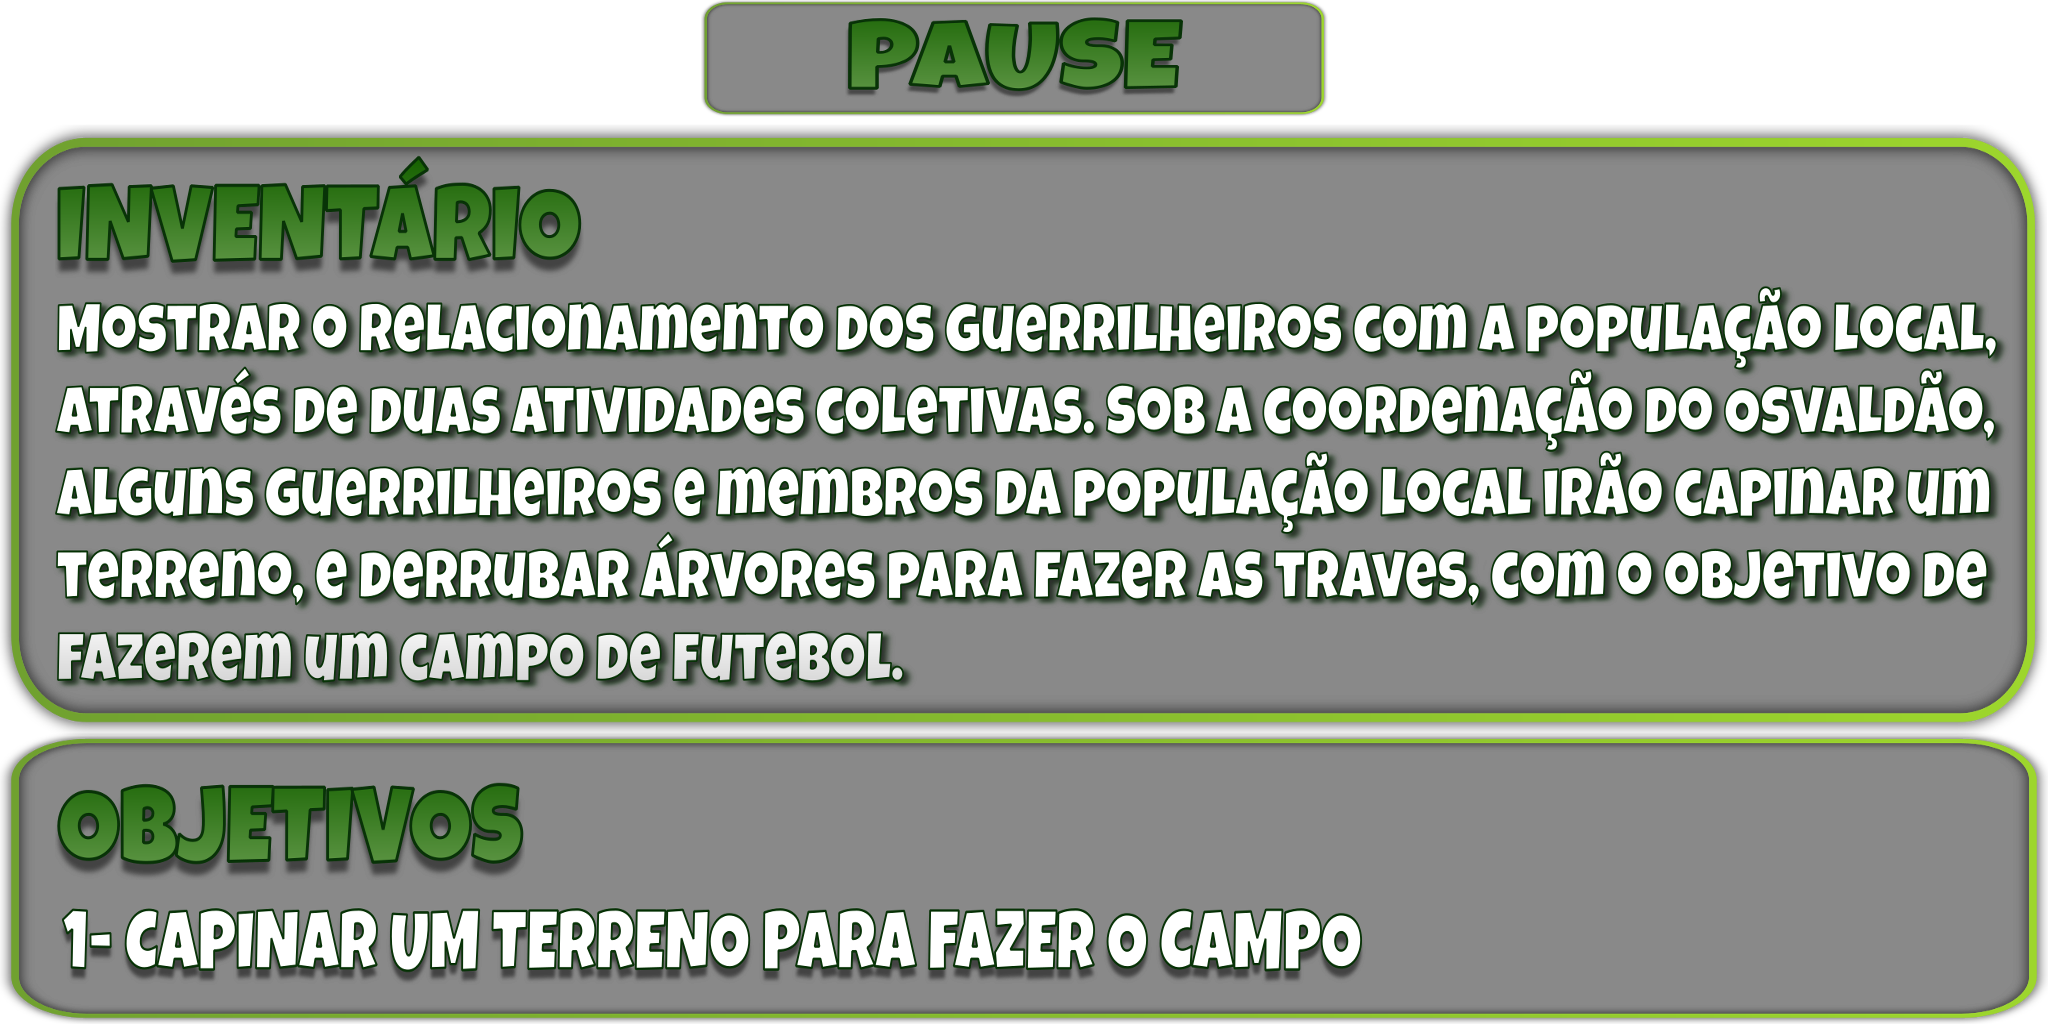 PAUSE
INVENTÁRIO
Mostrar o relacionamento dos guerrilheiros com a população local,
através de duas atividades coletivas. Sob a coordenação do Osvaldão,
alguns guerrilheiros e membros da população local irão capinar um
terreno, e derrubar árvores para fazer as traves, com o objetivo de
fazerem um campo de futebol.
OBJETIVOS
1- CAPINAR UM TERRENO PARA FAZER O CAMPO